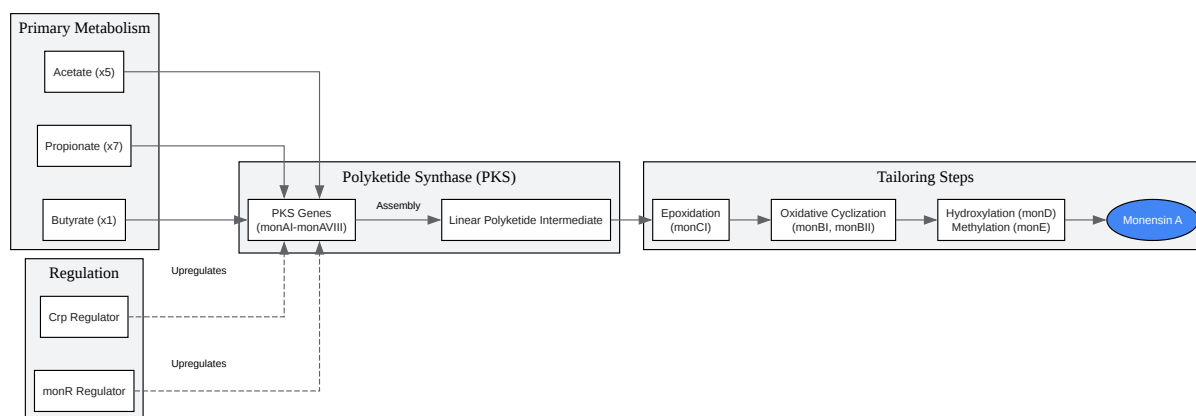 Primary Metabolism
Acetate (x5)
Propionate (x7)
Butyrate (x1)
Polyketide Synthase (PKS)
PKS Genes
(monAI-monAVIII)
Assembly
Linear Polyketide Intermediate
Tailoring Steps
Epoxidation
(monCI)
Oxidative Cyclization
(monBI, monBII)
Hydroxylation (monD)
Methylation (monE)
Monensin A
Regulation
Upregulates
Crp Regulator
Upregulates
monR Regulator